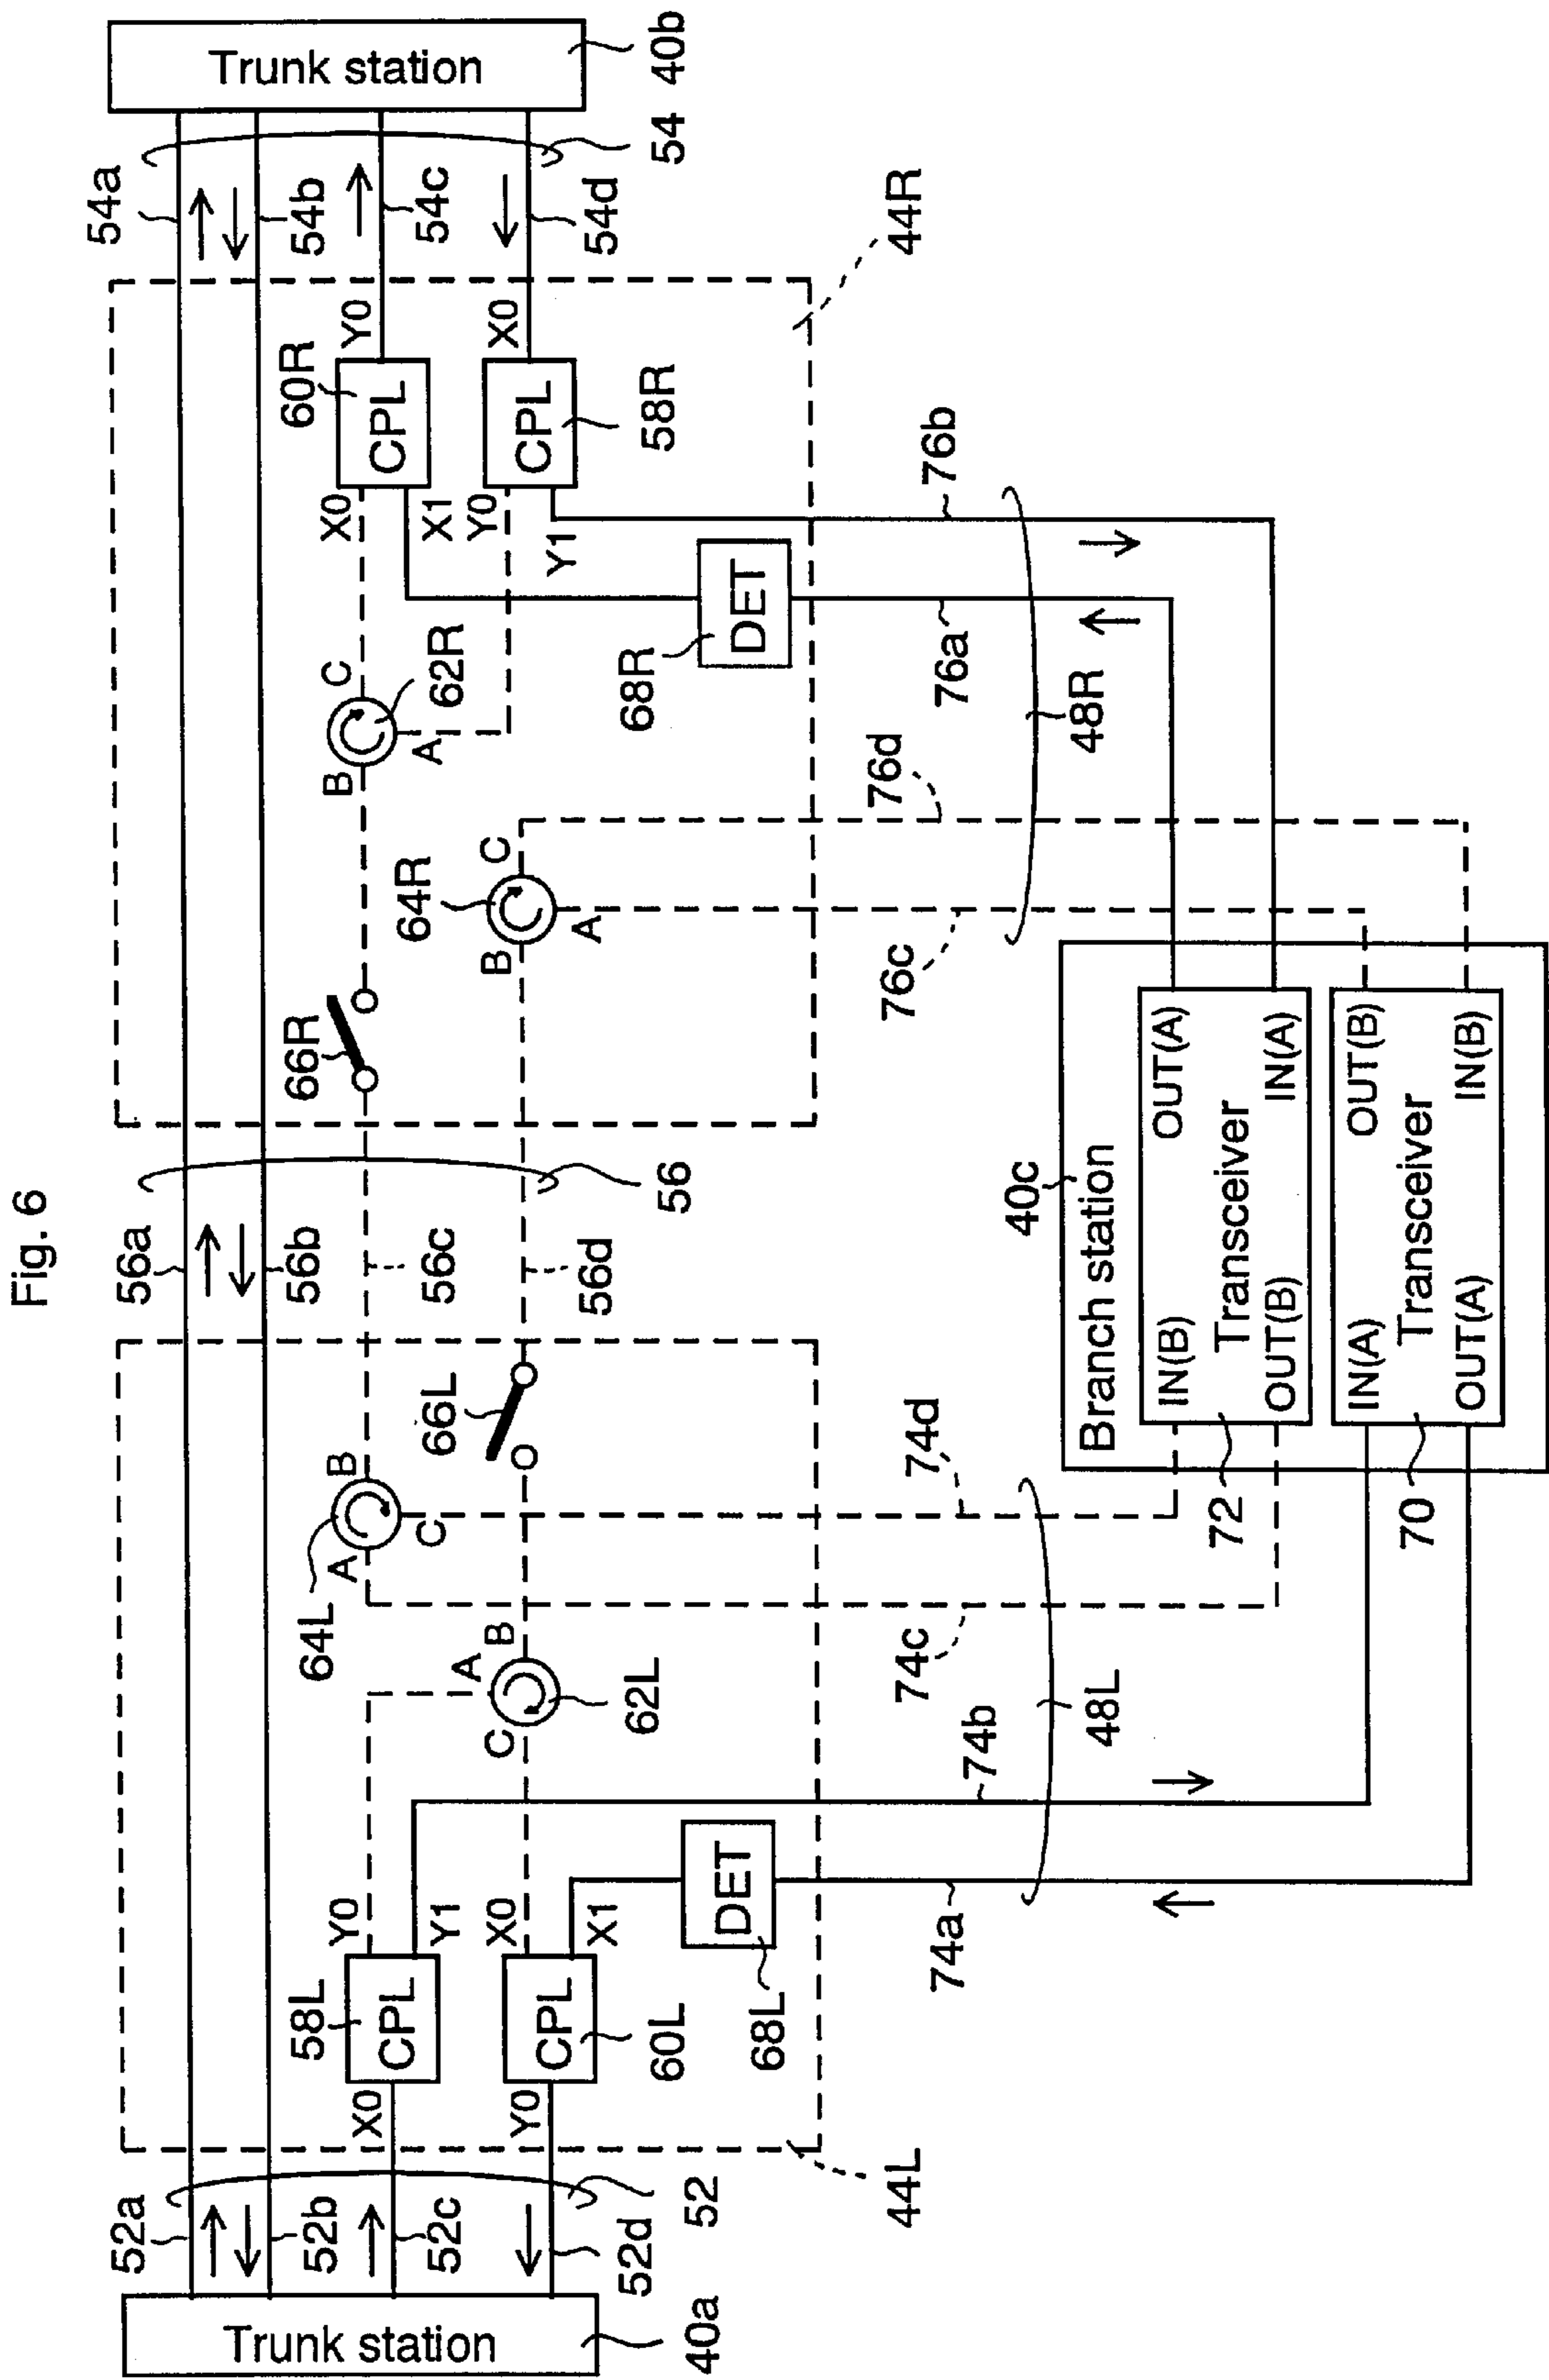 Fig. 6
52a
52b
52c
52d
52
Trunk station
40a
44L
X0
58L
CPL
Y0
Y1
Y0
CPL
60L
X0
X1
DET
68L
A
B
C
62L
64L
A
B
C
66L
74a
74b
74c
74d
48L
56a
56b
56c
56d
56
66R
B
C
A
62R
64R
B
C
A
X0
60R
CPL
Y0
X1
Y0
Y1
CPL
X0
58R
DET
68R
44R
54a
54b
54c
54d
54
Trunk station
40b
76a
76b
76c
76d
48R
40c
Branch station
IN(B)
OUT(A)
Transceiver
OUT(B)
IN(A)
72
IN(A)
OUT(B)
Transceiver
OUT(A)
IN(B)
70